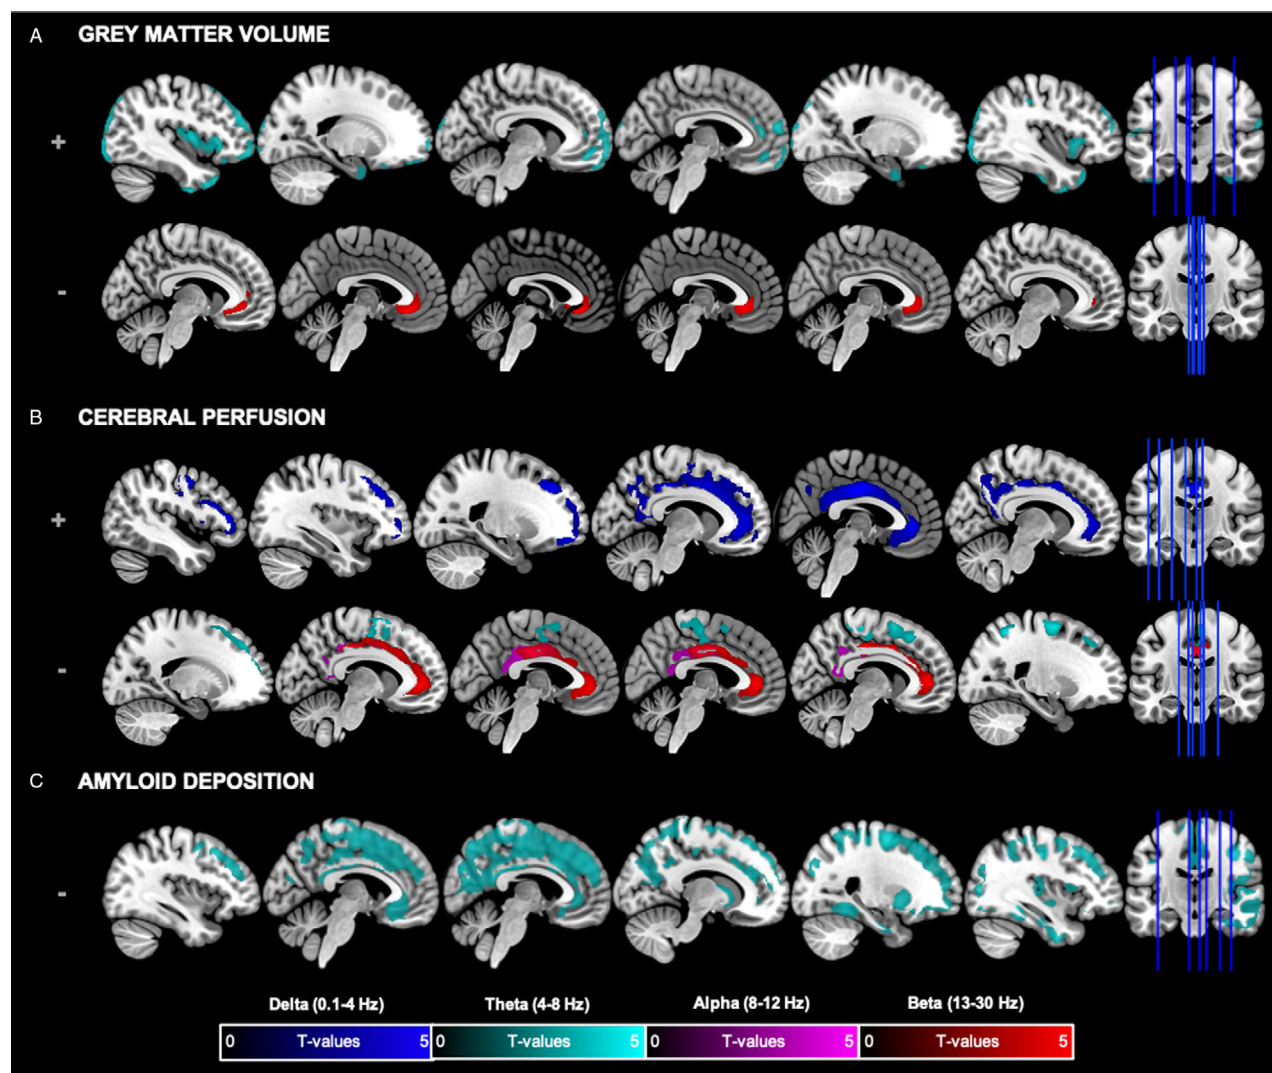 A GREY MATTER VOLUME
+
-
B CEREBRAL PERFUSION
+
-
C AMYLOID DEPOSITION
-
Delta (0.1-4 Hz) Theta (4-8 Hz) Alpha (8-12 Hz) Beta (13-30 Hz)
0 T-values 5 0 T-values 5 0 T-values 5 0 T-values 5